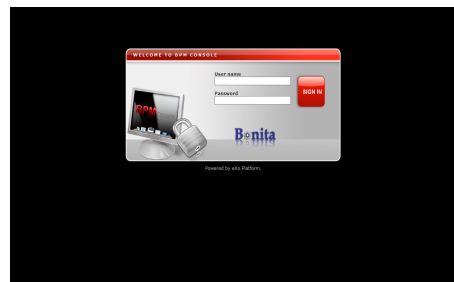 WELCOME TO BPM CONSOLE
User name
Password
SIGN IN
BPM
Bonita
Powered by eXo Platform.